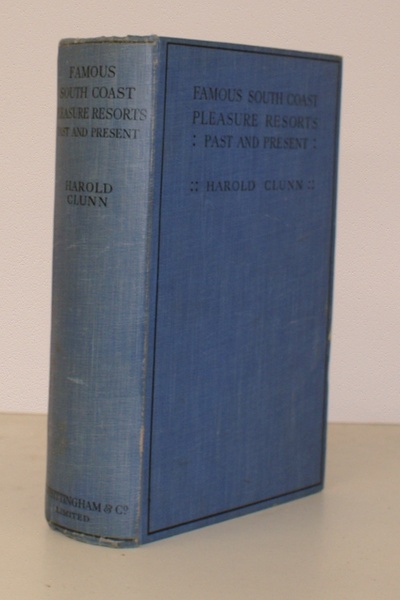 FAMOUS
SOUTH COAST
PLEASURE RESORTS
PAST AND PRESENT
HAROLD
CLUNN
WHITTINGHAM & Co
LIMITED
FAMOUS SOUTH COAST
PLEASURE RESORTS
: PAST AND PRESENT :
:: HAROLD CLUNN ::